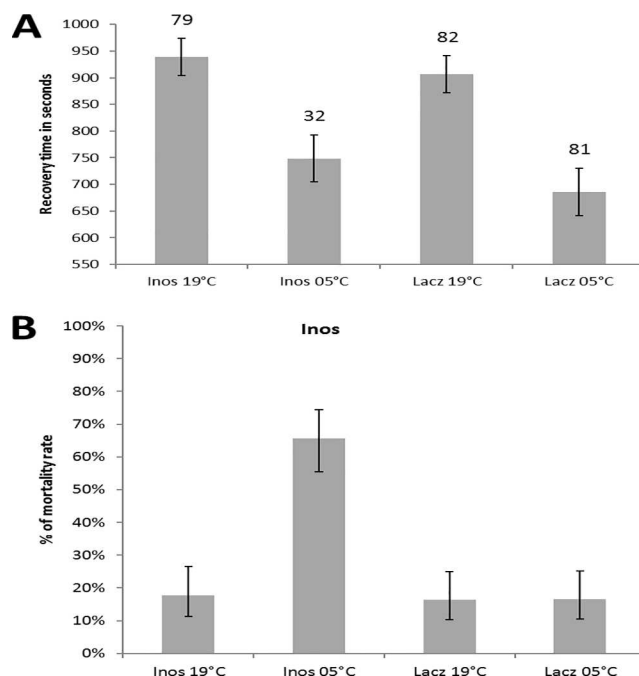 A
Recovery time in seconds
1000
950
900
850
800
750
700
650
600
550
79
32
82
81
Inos 19°C
Inos 05°C
Lacz 19°C
Lacz 05°C
B
Inos
% of mortality rate
100%
90%
80%
70%
60%
50%
40%
30%
20%
10%
0%
Inos 19°C
Inos 05°C
Lacz 19°C
Lacz 05°C